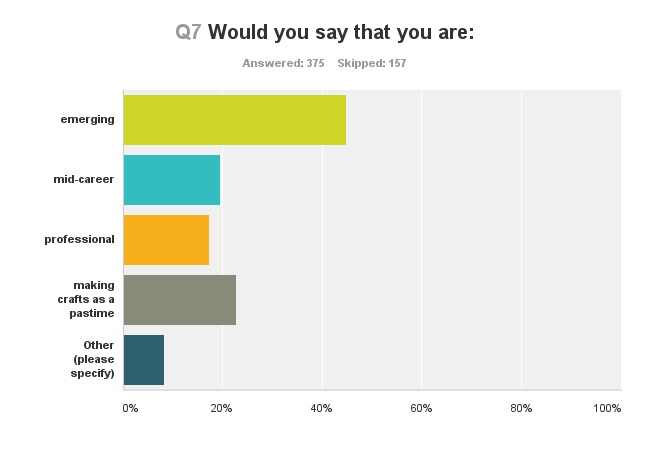 Q7 Would you say that you are:
Answered: 375 Skipped: 157
emerging
mid-career
professional
making
crafts as a
pastime
Other
(please
specify)
0% 20% 40% 60% 80% 100%